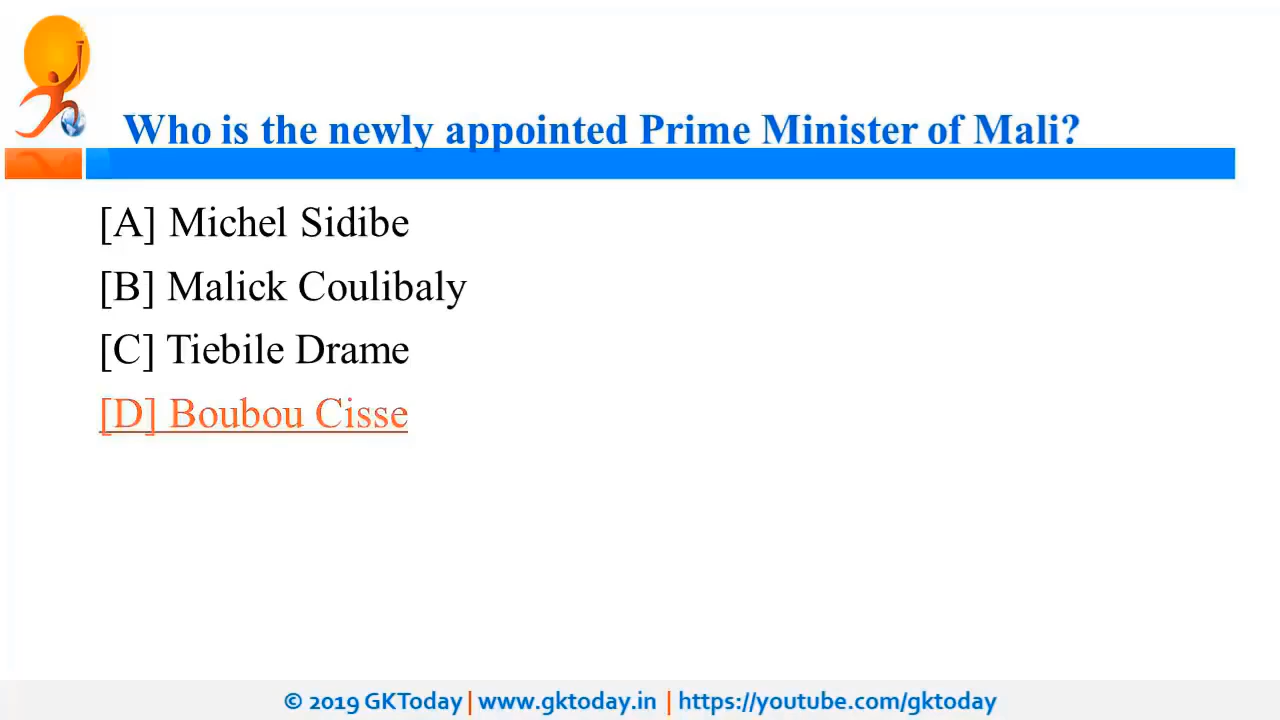 Who is the newly appointed Prime Minister of Mali?
[A] Michel Sidibe
[B] Malick Coulibaly
[C] Tiebile Drame
[D] Boubou Cisse
© 2019 GKToday | www.gktoday.in | https://youtube.com/gktoday